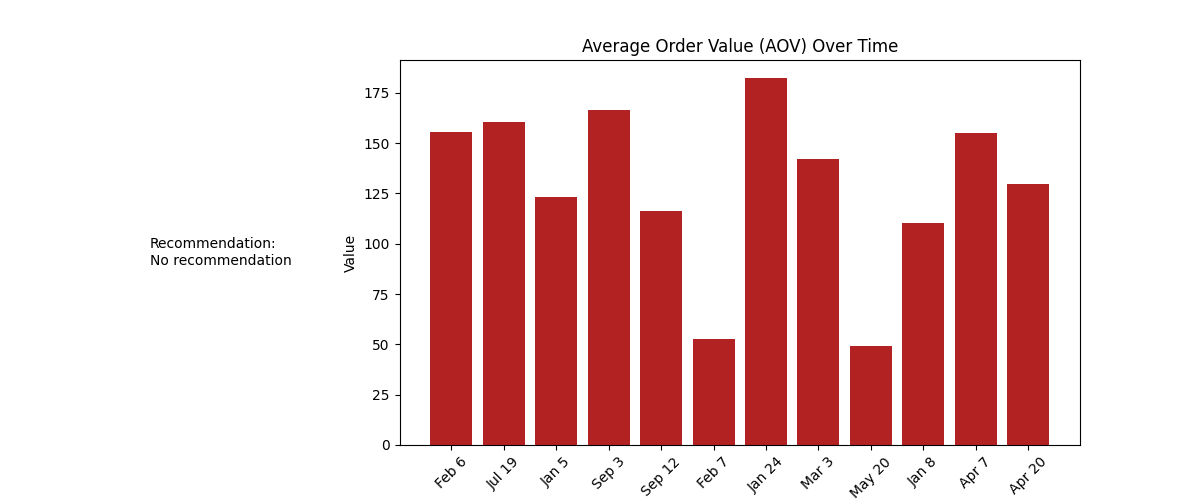 Average Order Value (AOV) Over Time
175
150
125
100
75
50
25
0
Value
Recommendation:
No recommendation
Feb 6
Jul 19
Jan 5
Sep 3
Sep 12
Feb 7
Jan 24
Mar 3
May 20
Jan 8
Apr 7
Apr 20